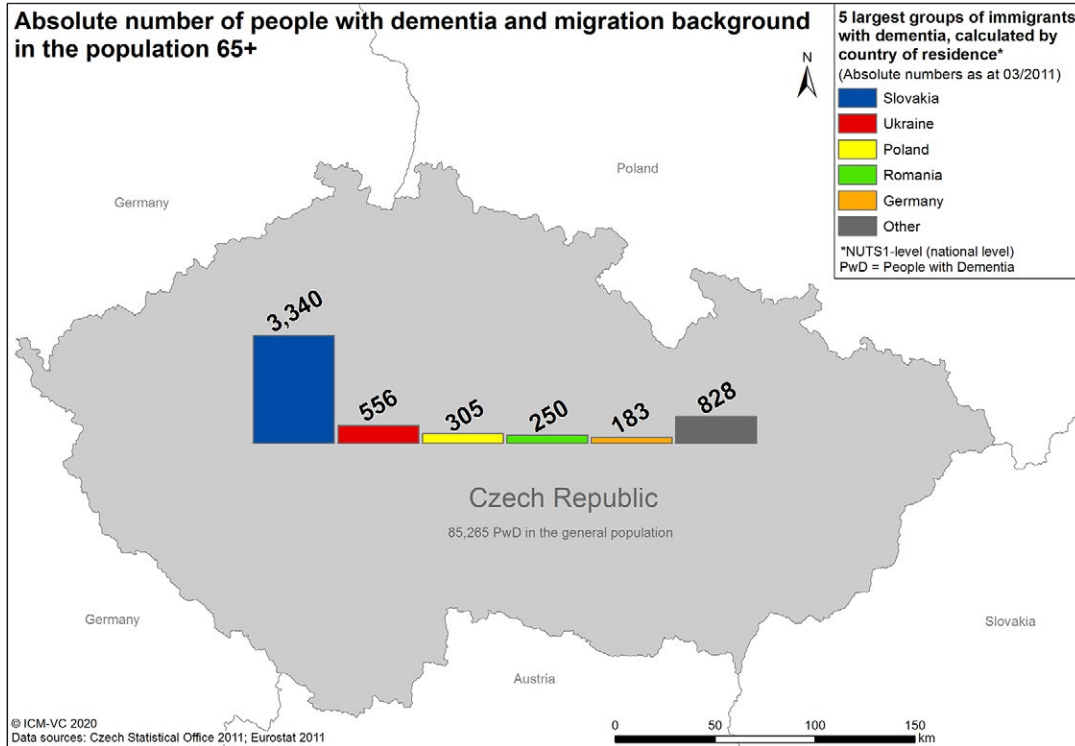 Absolute number of people with dementia and migration background
in the population 65+
5 largest groups of immigrants
with dementia, calculated by
country of residence*
(Absolute numbers as at 03/2011)
Slovakia
Ukraine
Poland
Romania
Germany
Other
*NUTS1-level (national level)
PwD = People with Dementia
N
Poland
Germany
3,340
556
305
250
183
828
Czech Republic
85,265 PwD in the general population
Germany
Slovakia
Austria
© ICM-VC 2020
Data sources: Czech Statistical Office 2011; Eurostat 2011
0 50 100 150
km